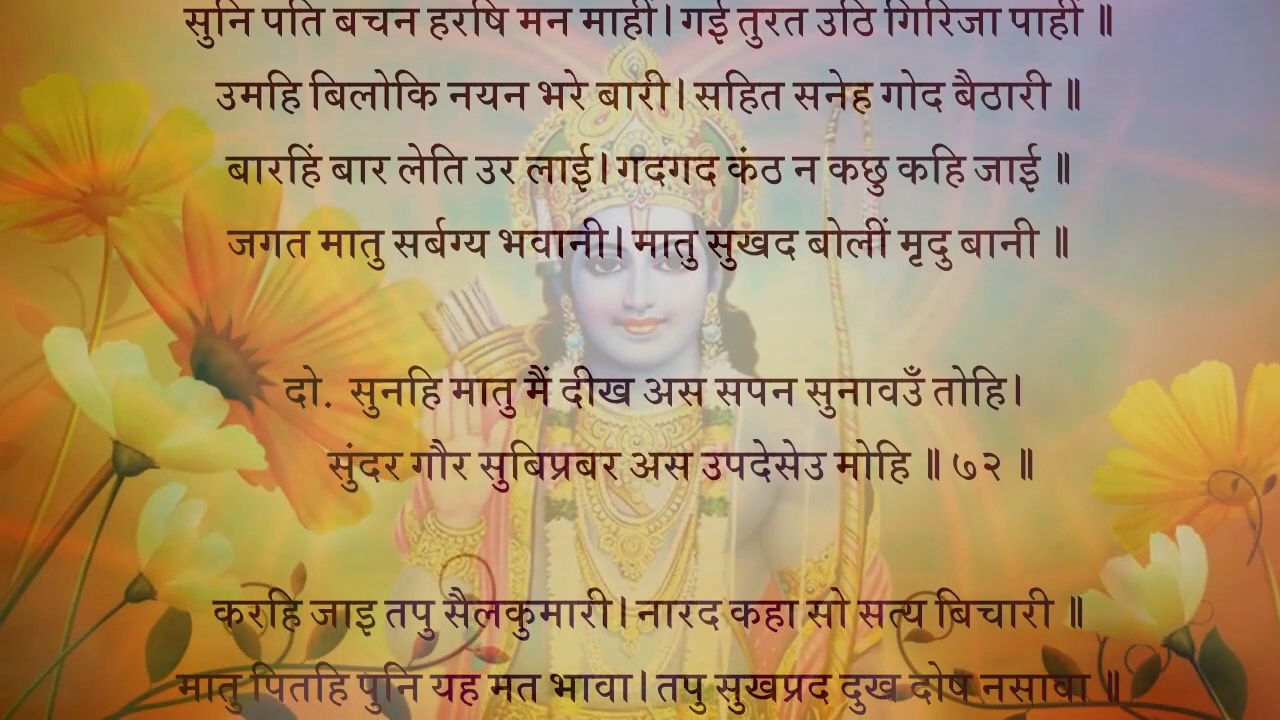 सुनि पति बचन हरषि मन माहीं। गई तुरत उठि गिरिजा पाहीं ॥
उमहि बिलोकि नयन भरे बारी। सहित सनेह गोद बैठारी ॥
बारहिं बार लेति उर लाई। गदगद कंठ न कछु कहि जाई ॥
जगत मातु सर्बग्य भवानी। मातु सुखद बोलीं मृदु बानी ॥
दो. सुनहि मातु मैं दीख अस सपन सुनावउँ तोहि।
सुंदर गौर सुबिप्रबर अस उपदेसेउ मोहि ॥ ७२ ॥
करहि जाइ तपु सैलकुमारी। नारद कहा सो सत्य बिचारी ॥
मातु पितहि पुनि यह मत भावा। तपु सुखप्रद दुख दोष नसावा ॥